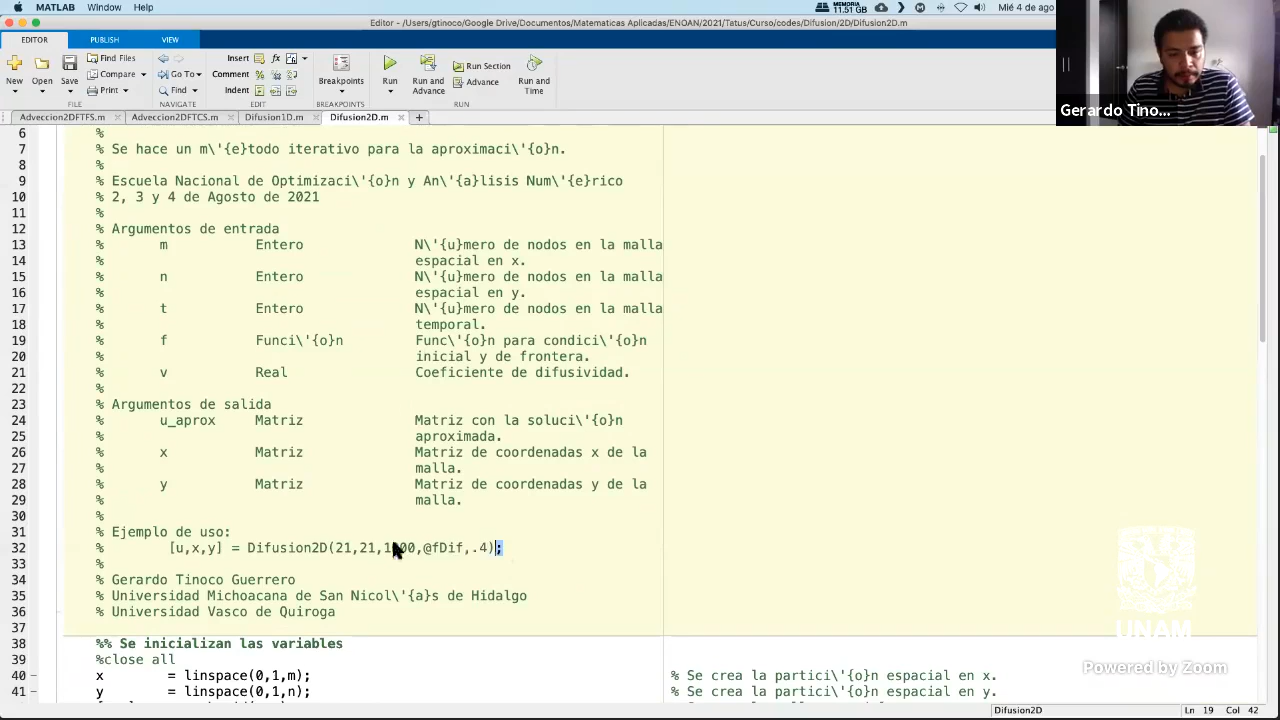 MATLAB Window Help
MEMORIA 11.51 GB
Mié 4 de ago
Editor - /Users/gtinoco/Google Drive/Documentos/Matematicas Aplicadas/ENOAN/2021/Tatus/Curso/codes/Difusion/2D/Difusion2D.m
EDITOR PUBLISH VIEW
New Open Save Find Files Compare Print Go To Find Insert Comment Indent fx Breakpoints Run Run and Advance Run Section Advance Run and Time
FILE NAVIGATE EDIT BREAKPOINTS RUN
Adveccion2DFTFS.m Adveccion2DFTCS.m Difusion1D.m Difusion2D.m
Gerardo Tino...
6 %
7 % Se hace un m\'{e}todo iterativo para la aproximaci\'{o}n.
8 %
9 % Escuela Nacional de Optimizaci\'{o}n y An\'{a}lisis Num\'{e}rico
10 % 2, 3 y 4 de Agosto de 2021
11 %
12 % Argumentos de entrada
13 % m Entero N\'{u}mero de nodos en la malla
14 % espacial en x.
15 % n Entero N\'{u}mero de nodos en la malla
16 % espacial en y.
17 % t Entero N\'{u}mero de nodos en la malla
18 % temporal.
19 % f Funci\'{o}n Func\'{o}n para condici\'{o}n
20 % inicial y de frontera.
21 % v Real Coeficiente de difusividad.
22 %
23 % Argumentos de salida
24 % u_aprox Matriz Matriz con la soluci\'{o}n
25 % aproximada.
26 % x Matriz Matriz de coordenadas x de la
27 % malla.
28 % y Matriz Matriz de coordenadas y de la
29 % malla.
30 %
31 % Ejemplo de uso:
32 % [u,x,y] = Difusion2D(21,21,1000,@fDif,.4);
33 %
34 % Gerardo Tinoco Guerrero
35 % Universidad Michoacana de San Nicol\'{a}s de Hidalgo
36 % Universidad Vasco de Quiroga
37
38 %% Se inicializan las variables
39 %close all
40 x = linspace(0,1,m); % Se crea la partici\'{o}n espacial en x.
41 y = linspace(0,1,n); % Se crea la partici\'{o}n espacial en y.
UNAM
Powered by Zoom
Difusion2D Ln 19 Col 42